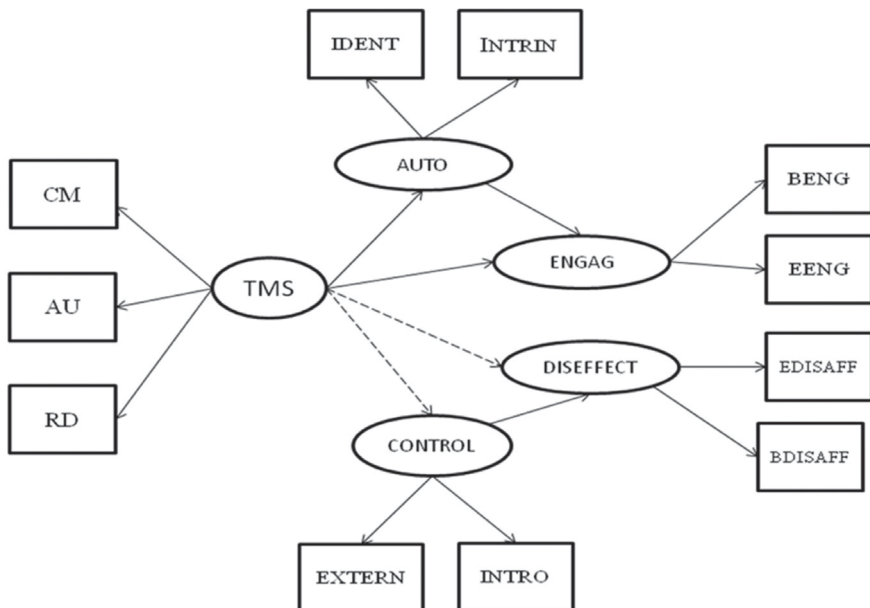 IDENT
INTRIN
AUTO
CM
BENG
ENGAG
EENG
TMS
AU
DISEFFECT
EDISAFF
RD
CONTROL
BDISAFF
EXTERN
INTRO